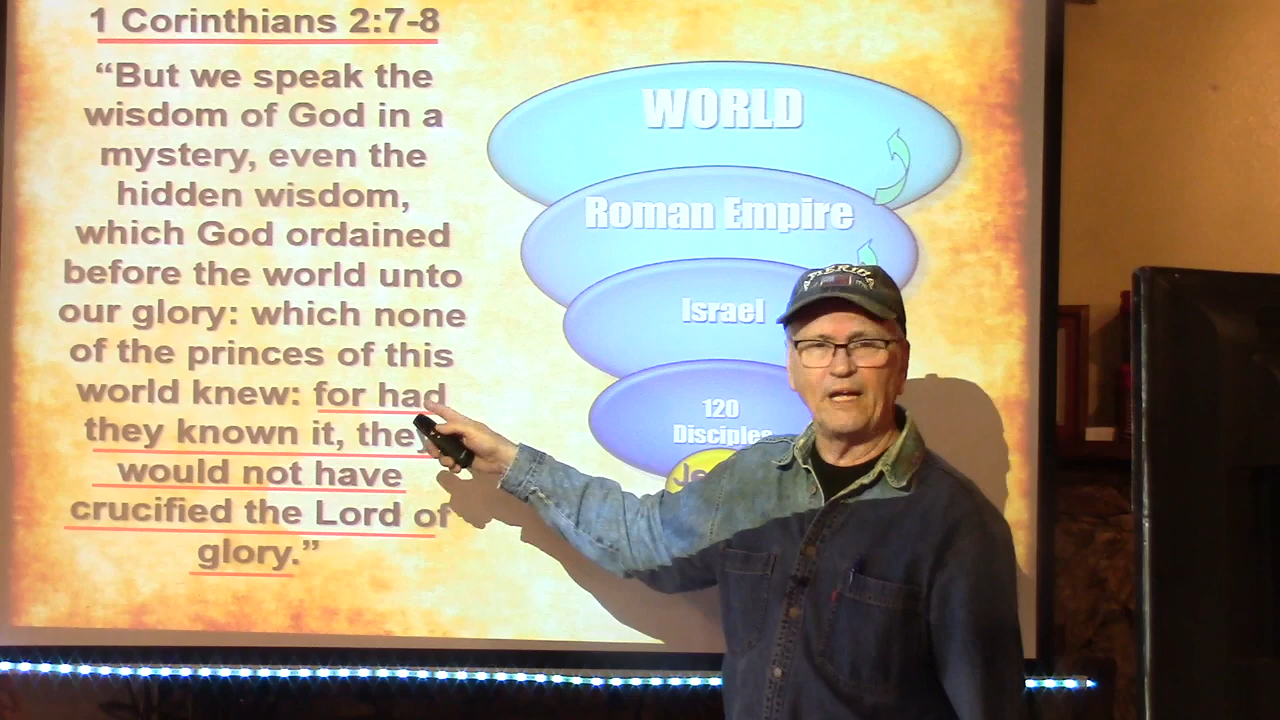 1 Corinthians 2:7-8
“But we speak the
wisdom of God in a
mystery, even the
hidden wisdom,
which God ordained
before the world unto
our glory: which none
of the princes of this
world knew: for had
they known it, they
would not have
crucified the Lord of
glory.”
WORLD
Roman Empire
Israel
120
Disciples
AMERICA